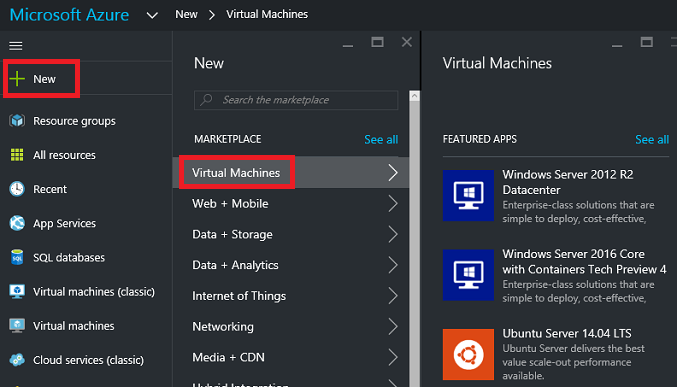 Microsoft Azure
New > Virtual Machines
New
Resource groups
All resources
Recent
App Services
SQL databases
Virtual machines (classic)
Virtual machines
Cloud services (classic)
New
Search the marketplace
MARKETPLACE See all
Virtual Machines
Web + Mobile
Data + Storage
Data + Analytics
Internet of Things
Networking
Media + CDN
Hybrid Integration
Virtual Machines
FEATURED APPS See all
Windows Server 2012 R2
Datacenter
Enterprise-class solutions that are
simple to deploy, cost-effective,
Windows Server 2016 Core
with Containers Tech Preview 4
Enterprise-class solutions that are
simple to deploy, cost-effective,
Ubuntu Server 14.04 LTS
Ubuntu Server delivers the best
value scale-out performance
available.